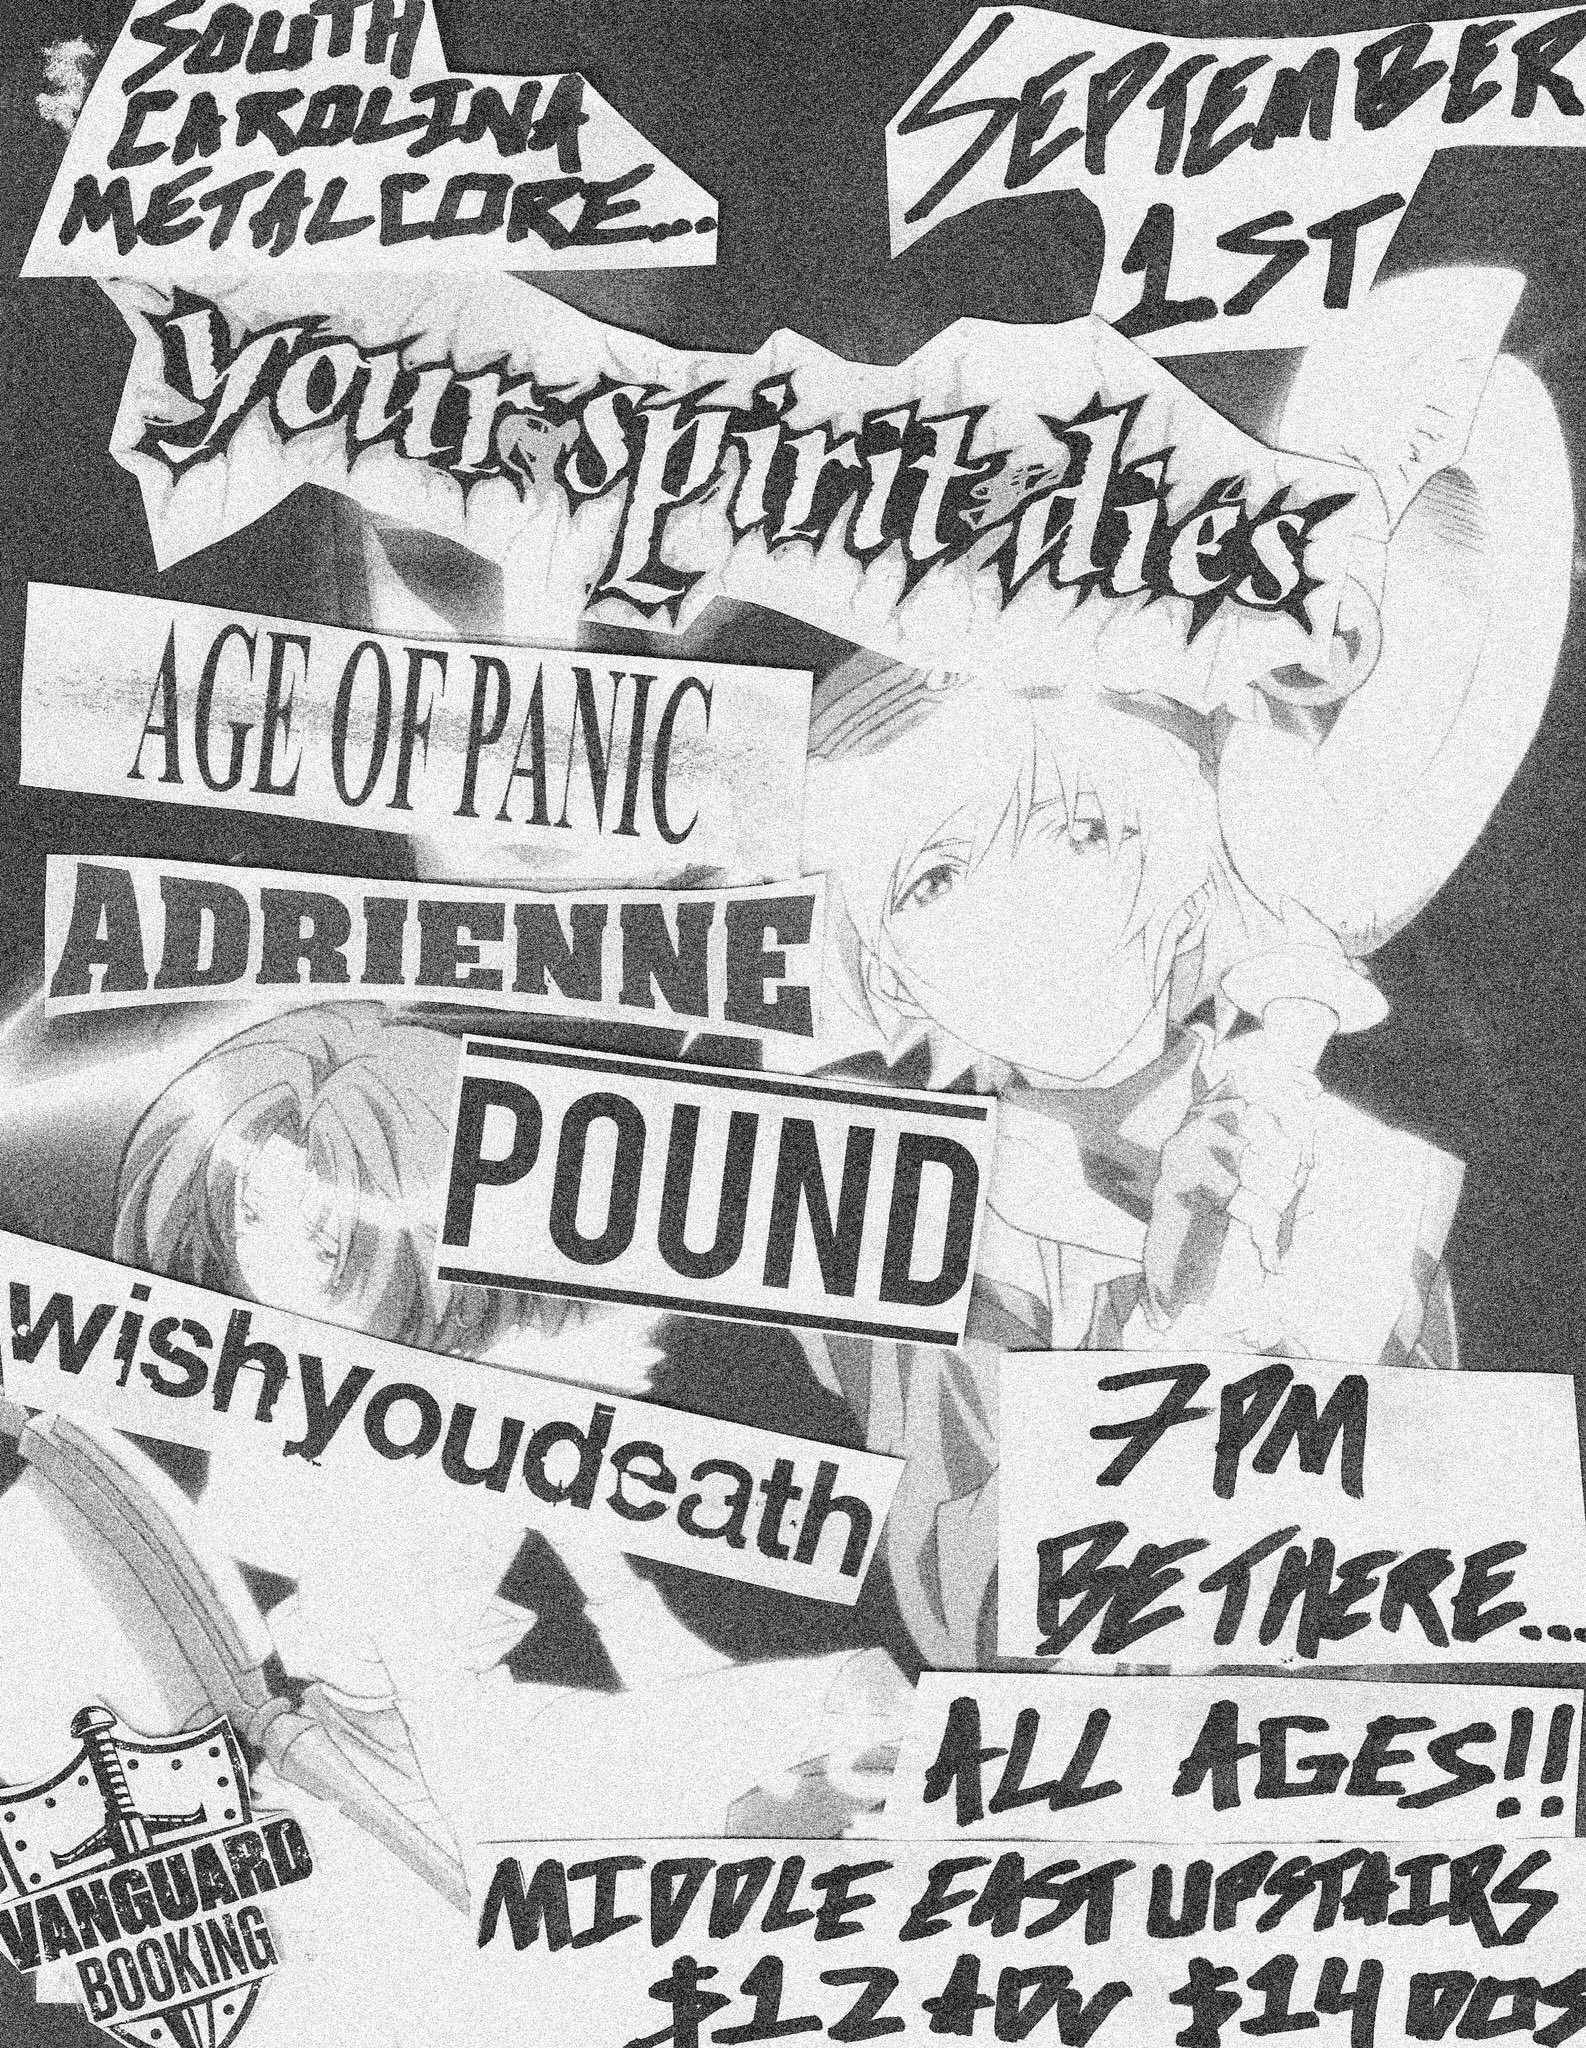 SOUTH
CAROLINA
METALCORE...
SEPTEMBER
1ST
your spirit dies
AGE OF PANIC
ADRIENNE
POUND
wishyoudeath
7PM
BE THERE...
ALL AGES!!
MIDDLE EAST UPSTAIRS
$12 ADV $14 DOS
VANGUARD
BOOKING